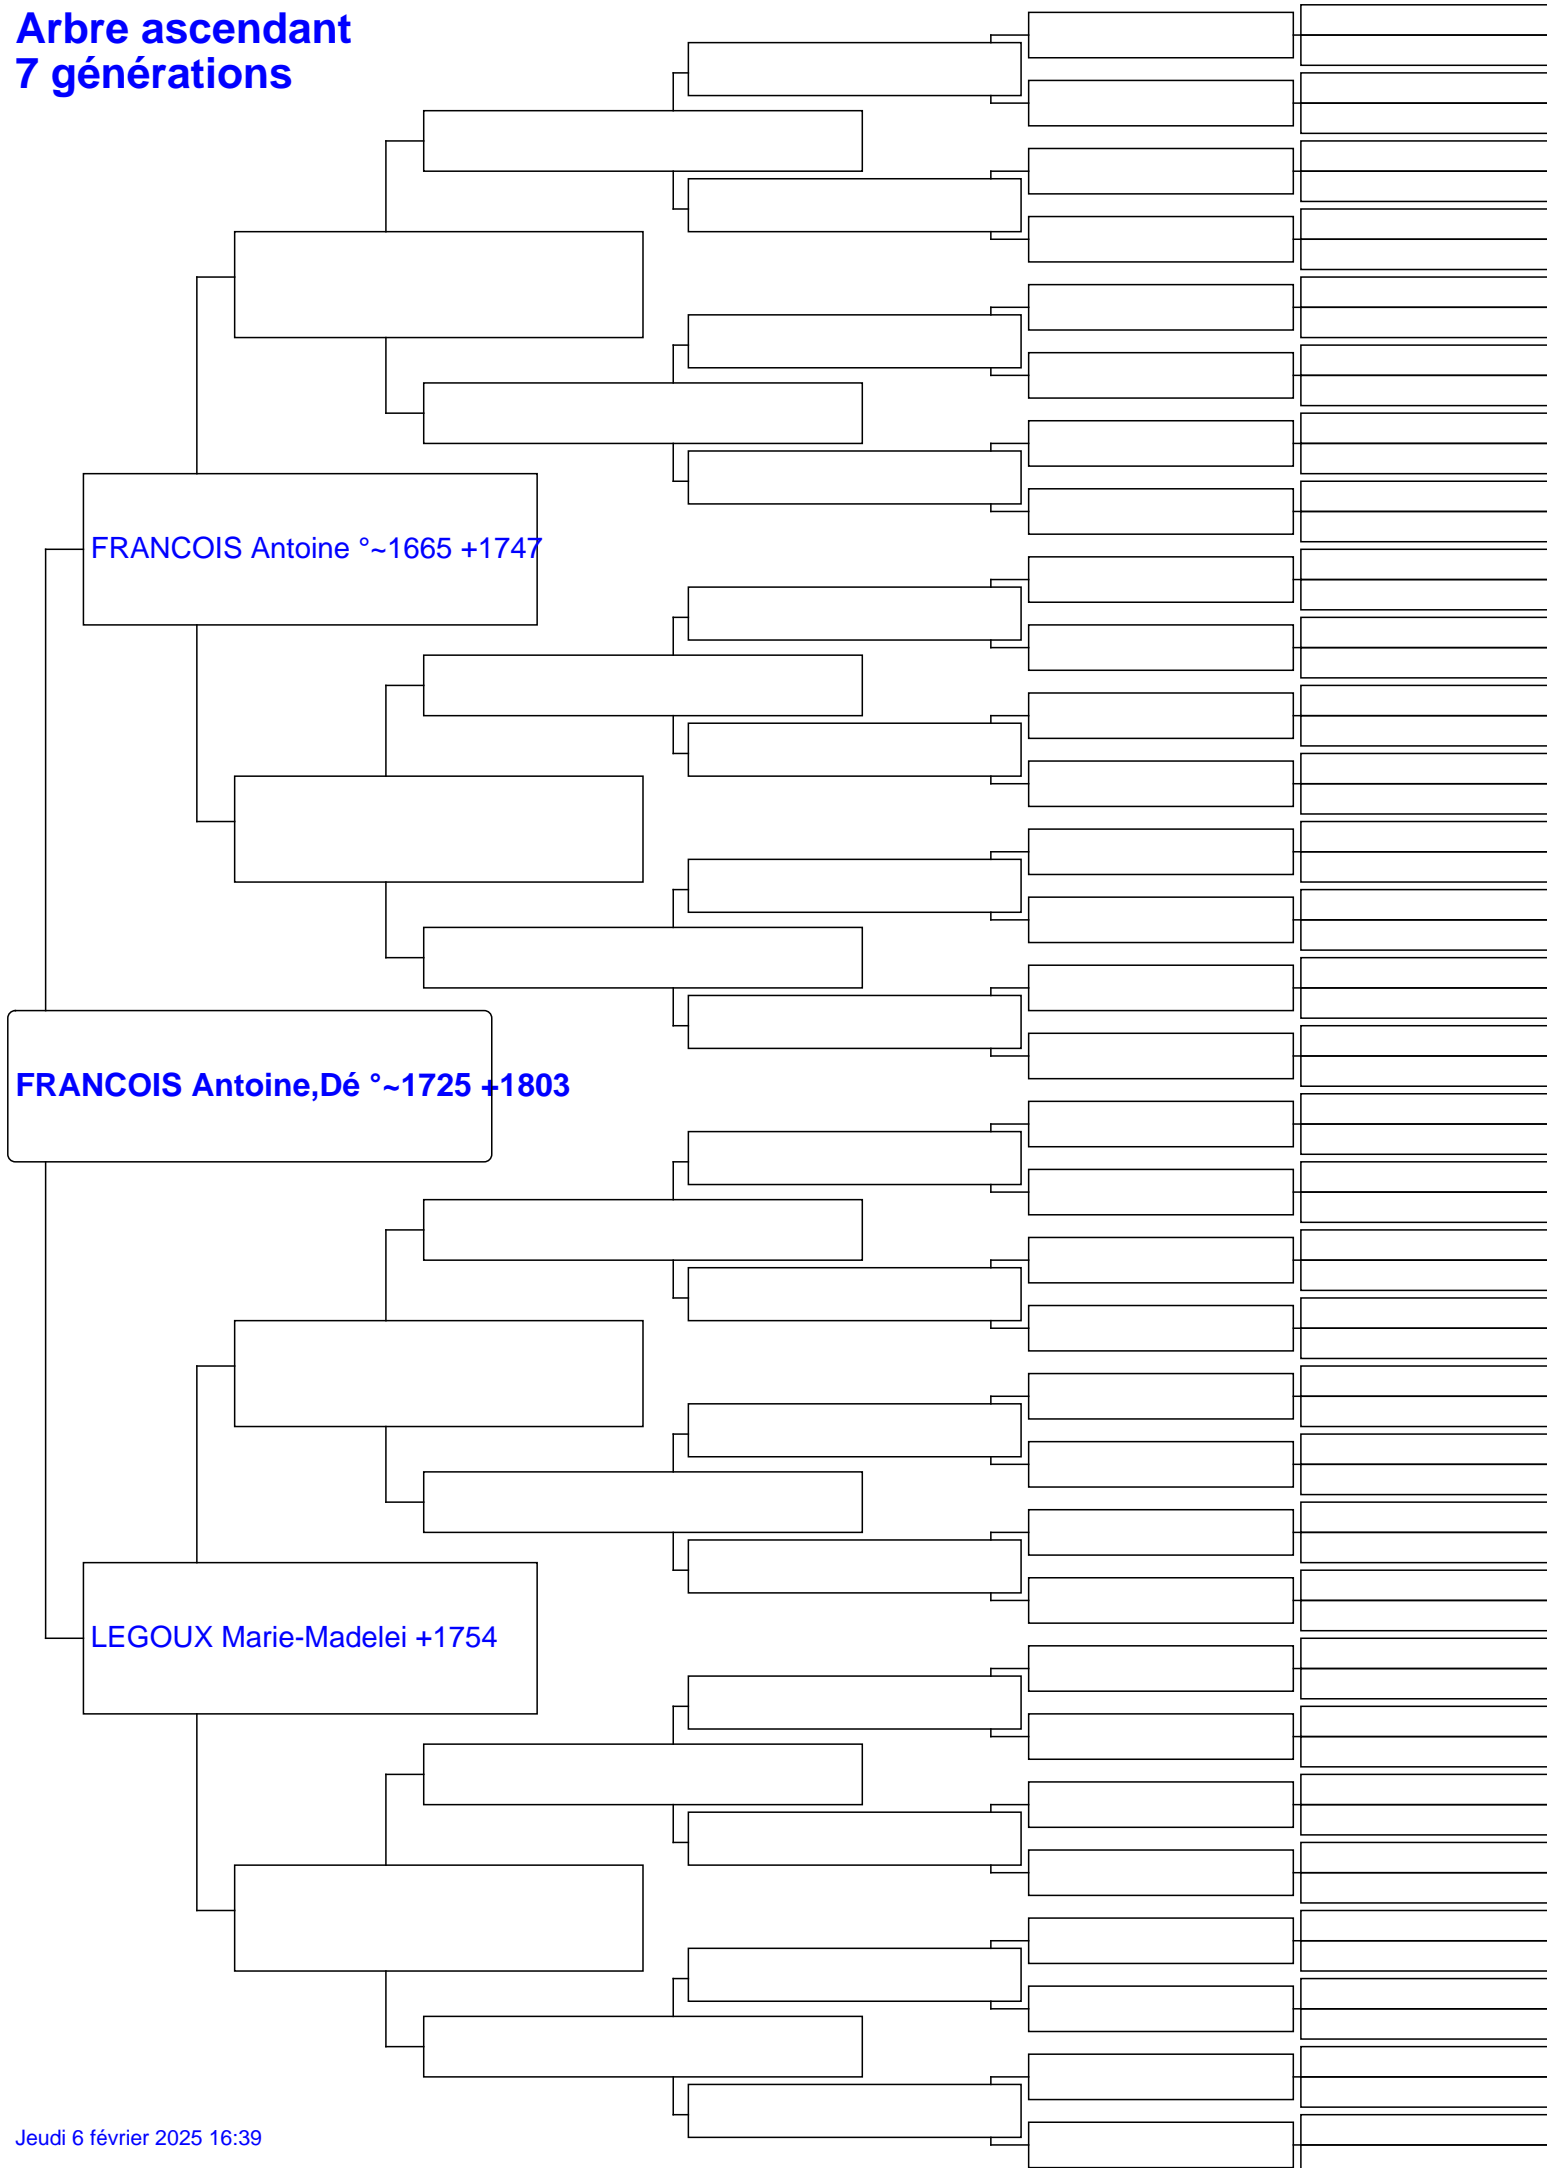 Arbre ascendant
7 générations
FRANCOIS Antoine °~1665 +1747
FRANCOIS Antoine,Dé °~1725 +1803
LEGOUX Marie-Madelei +1754
Jeudi 6 février 2025 16:39